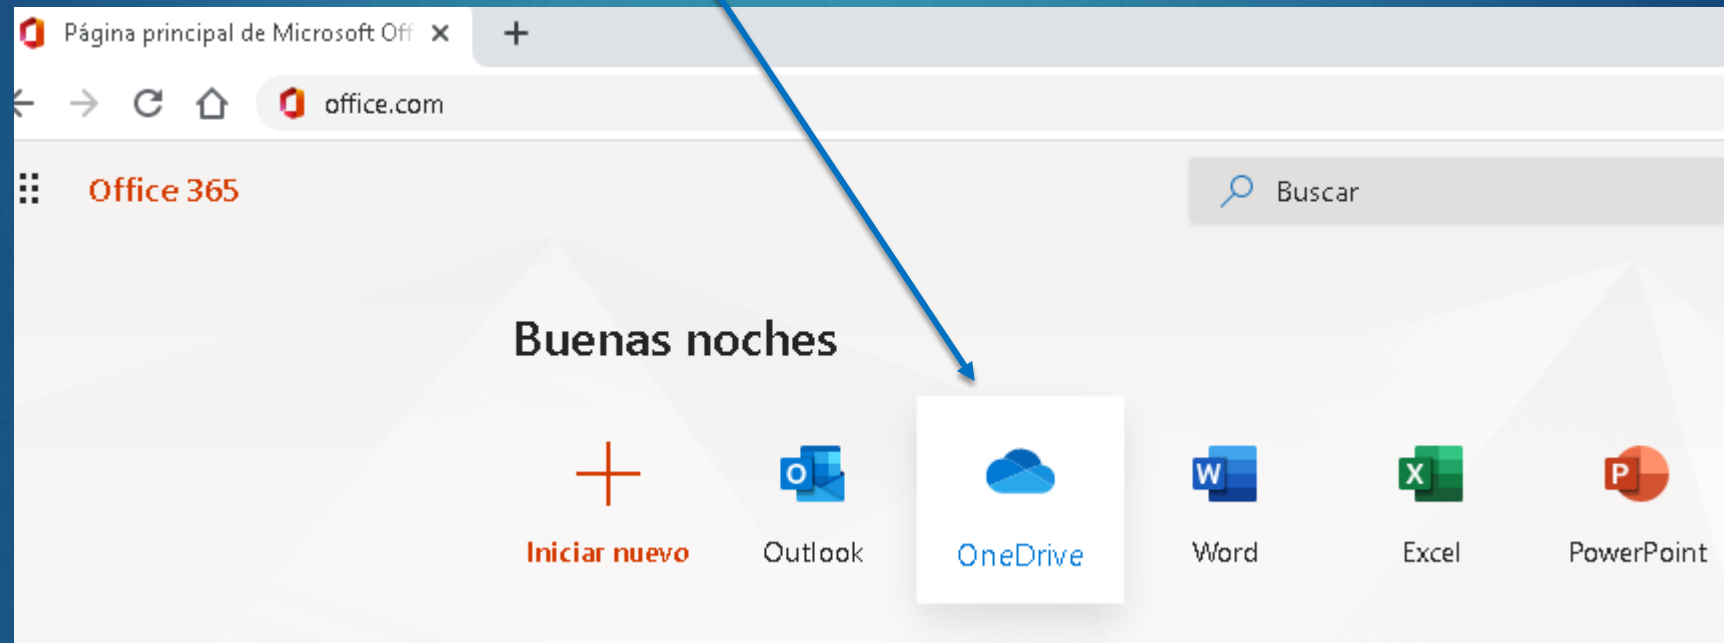 Página principal de Microsoft Off
office.com
Office 365
Buscar
Buenas noches
Iniciar nuevo
Outlook
OneDrive
Word
Excel
PowerPoint